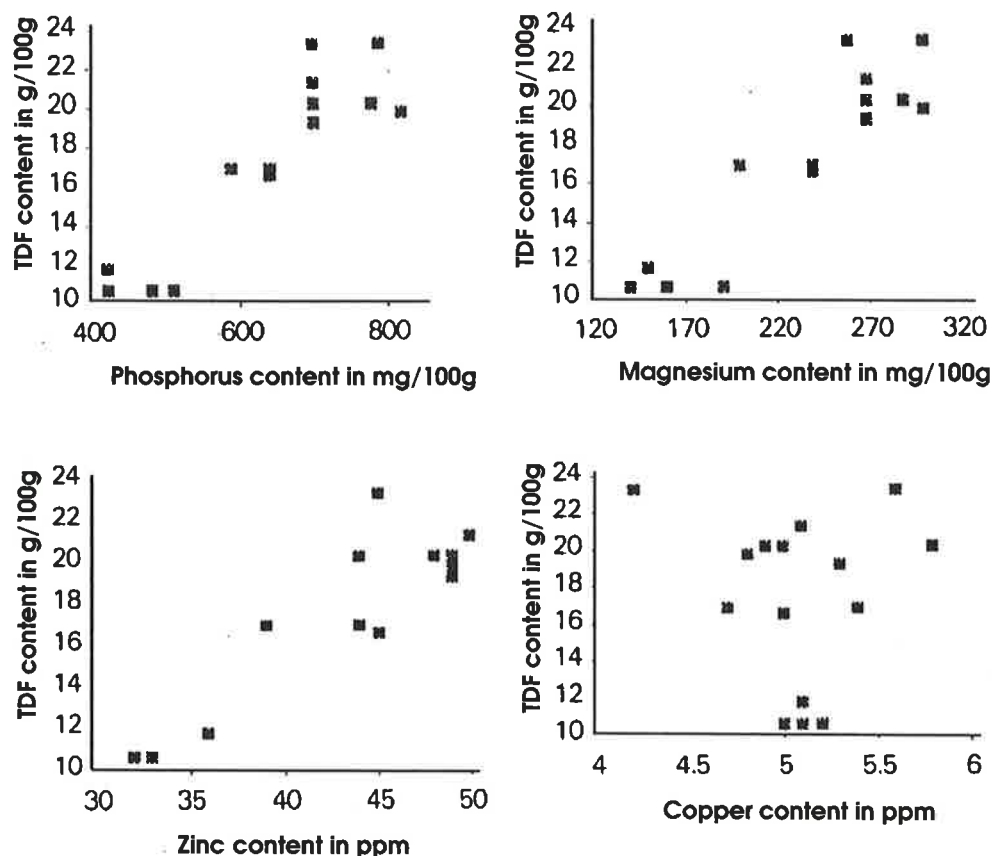 TDF content in g/100g
24
22
20
18
16
14
12
10
400 600 800
Phosphorus content in mg/100g
TDF content in g/100g
24
22
20
18
16
14
12
10
120 170 220 270 320
Magnesium content in mg/100g
TDF content in g/100g
24
22
20
18
16
14
12
10
30 35 40 45 50
Zinc content in ppm
TDF content in g/100g
24
22
20
18
16
14
12
10
4 4.5 5 5.5 6
Copper content in ppm